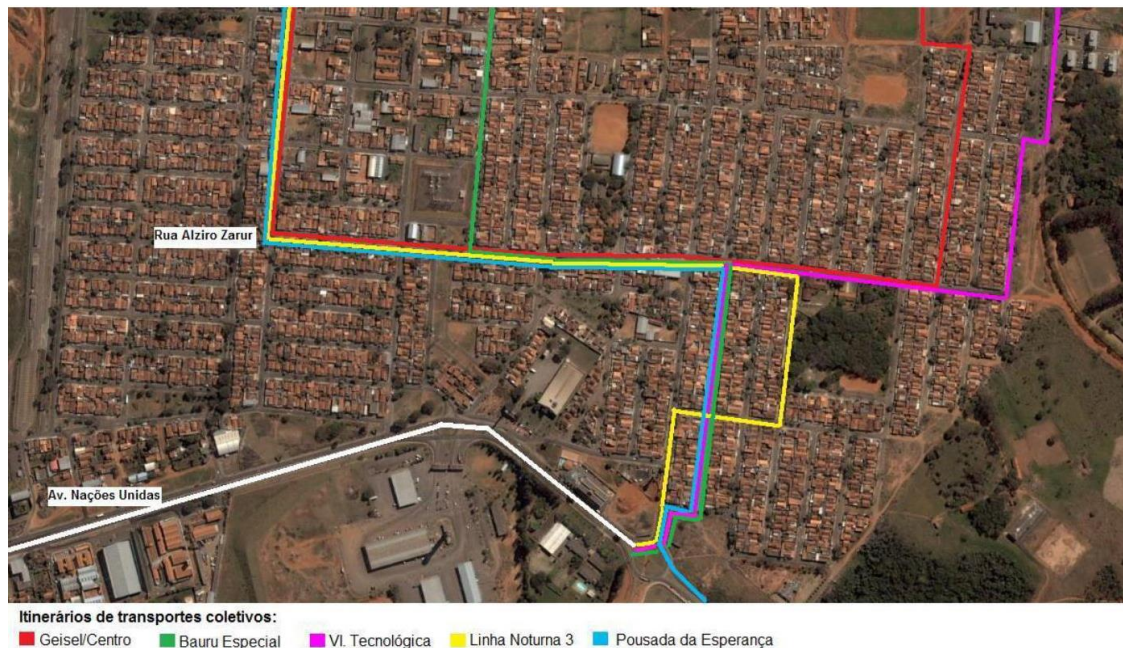 Rua Alziro Zarur
Av. Nações Unidas
Itinerários de transportes coletivos:
Geisel/Centro Bauru Especial Vl. Tecnológica Linha Noturna 3 Pousada da Esperança